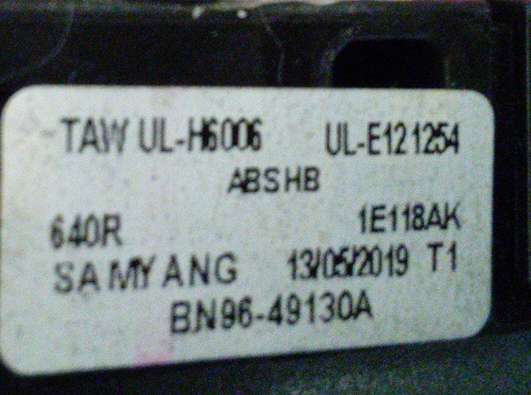 TAW UL-H6006 UL-E121254
ABSHB
640R 1E118AK
SAMYANG 13/05/2019 T1
BN96-49130A